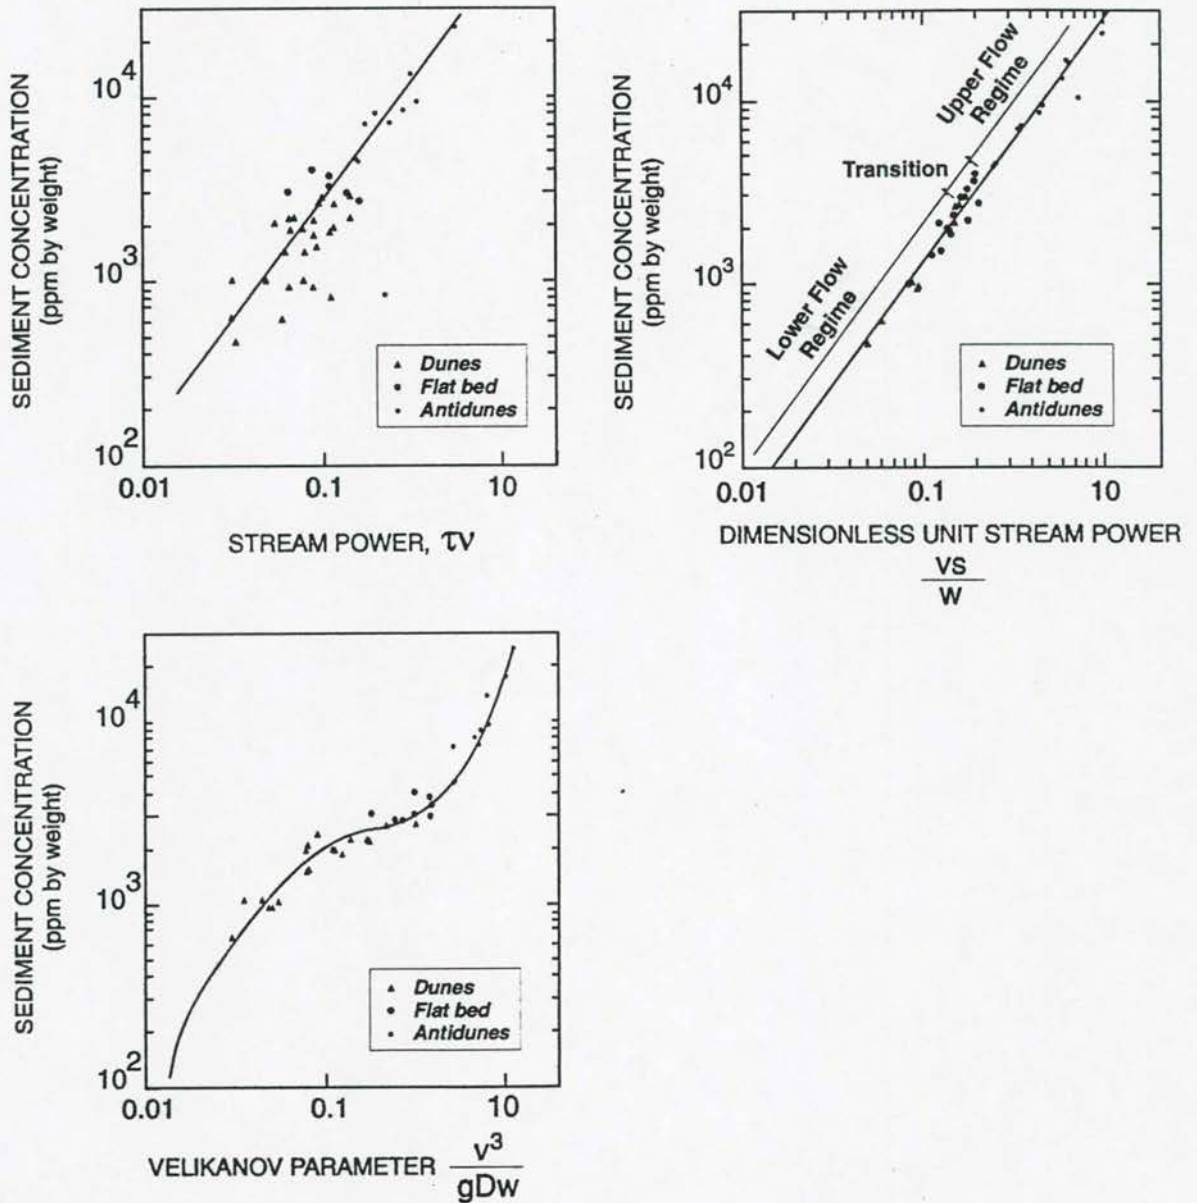 SEDIMENT CONCENTRATION
(ppm by weight)
10^4
10^3
10^2
0.01
0.1
10
STREAM POWER, τV
▲ Dunes
● Flat bed
• Antidunes
SEDIMENT CONCENTRATION
(ppm by weight)
10^4
10^3
10^2
0.01
0.1
10
Upper Flow
Regime
Transition
Lower Flow
Regime
▲ Dunes
● Flat bed
• Antidunes
DIMENSIONLESS UNIT STREAM POWER
VS
W
SEDIMENT CONCENTRATION
(ppm by weight)
10^4
10^3
10^2
0.01
0.1
10
▲ Dunes
● Flat bed
• Antidunes
VELIKANOV PARAMETER V^3
gDw